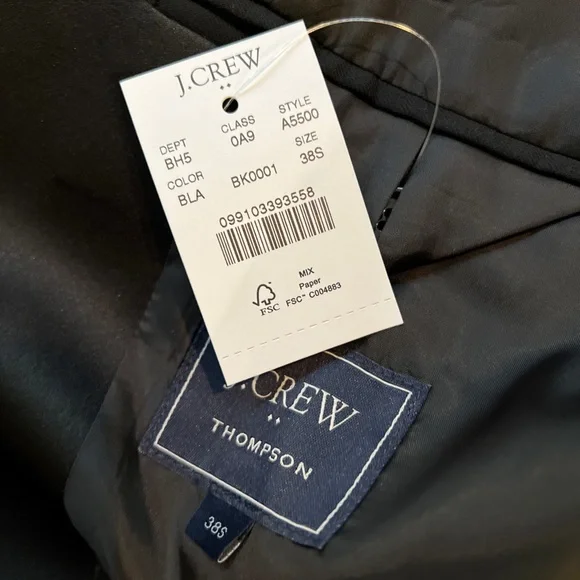 J.CREW
DEPT CLASS STYLE
BH5 0A9 A5500
COLOR SIZE
BLA BK0001 38S
099103393558
FSC
MIX
Paper
FSC™ C004883
J.CREW
THOMPSON
38S